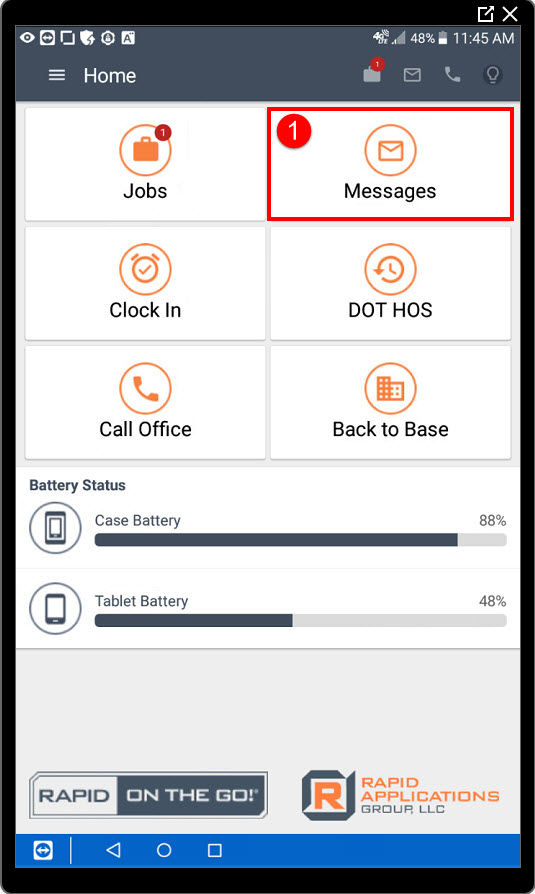 48% 11:45 AM
Home
1
1
Jobs
1
Messages
Clock In
DOT HOS
Call Office
Back to Base
Battery Status
Case Battery 88%
Tablet Battery 48%
RAPID ON THE GO!®
R RAPID
APPLICATIONS
GROUP, LLC